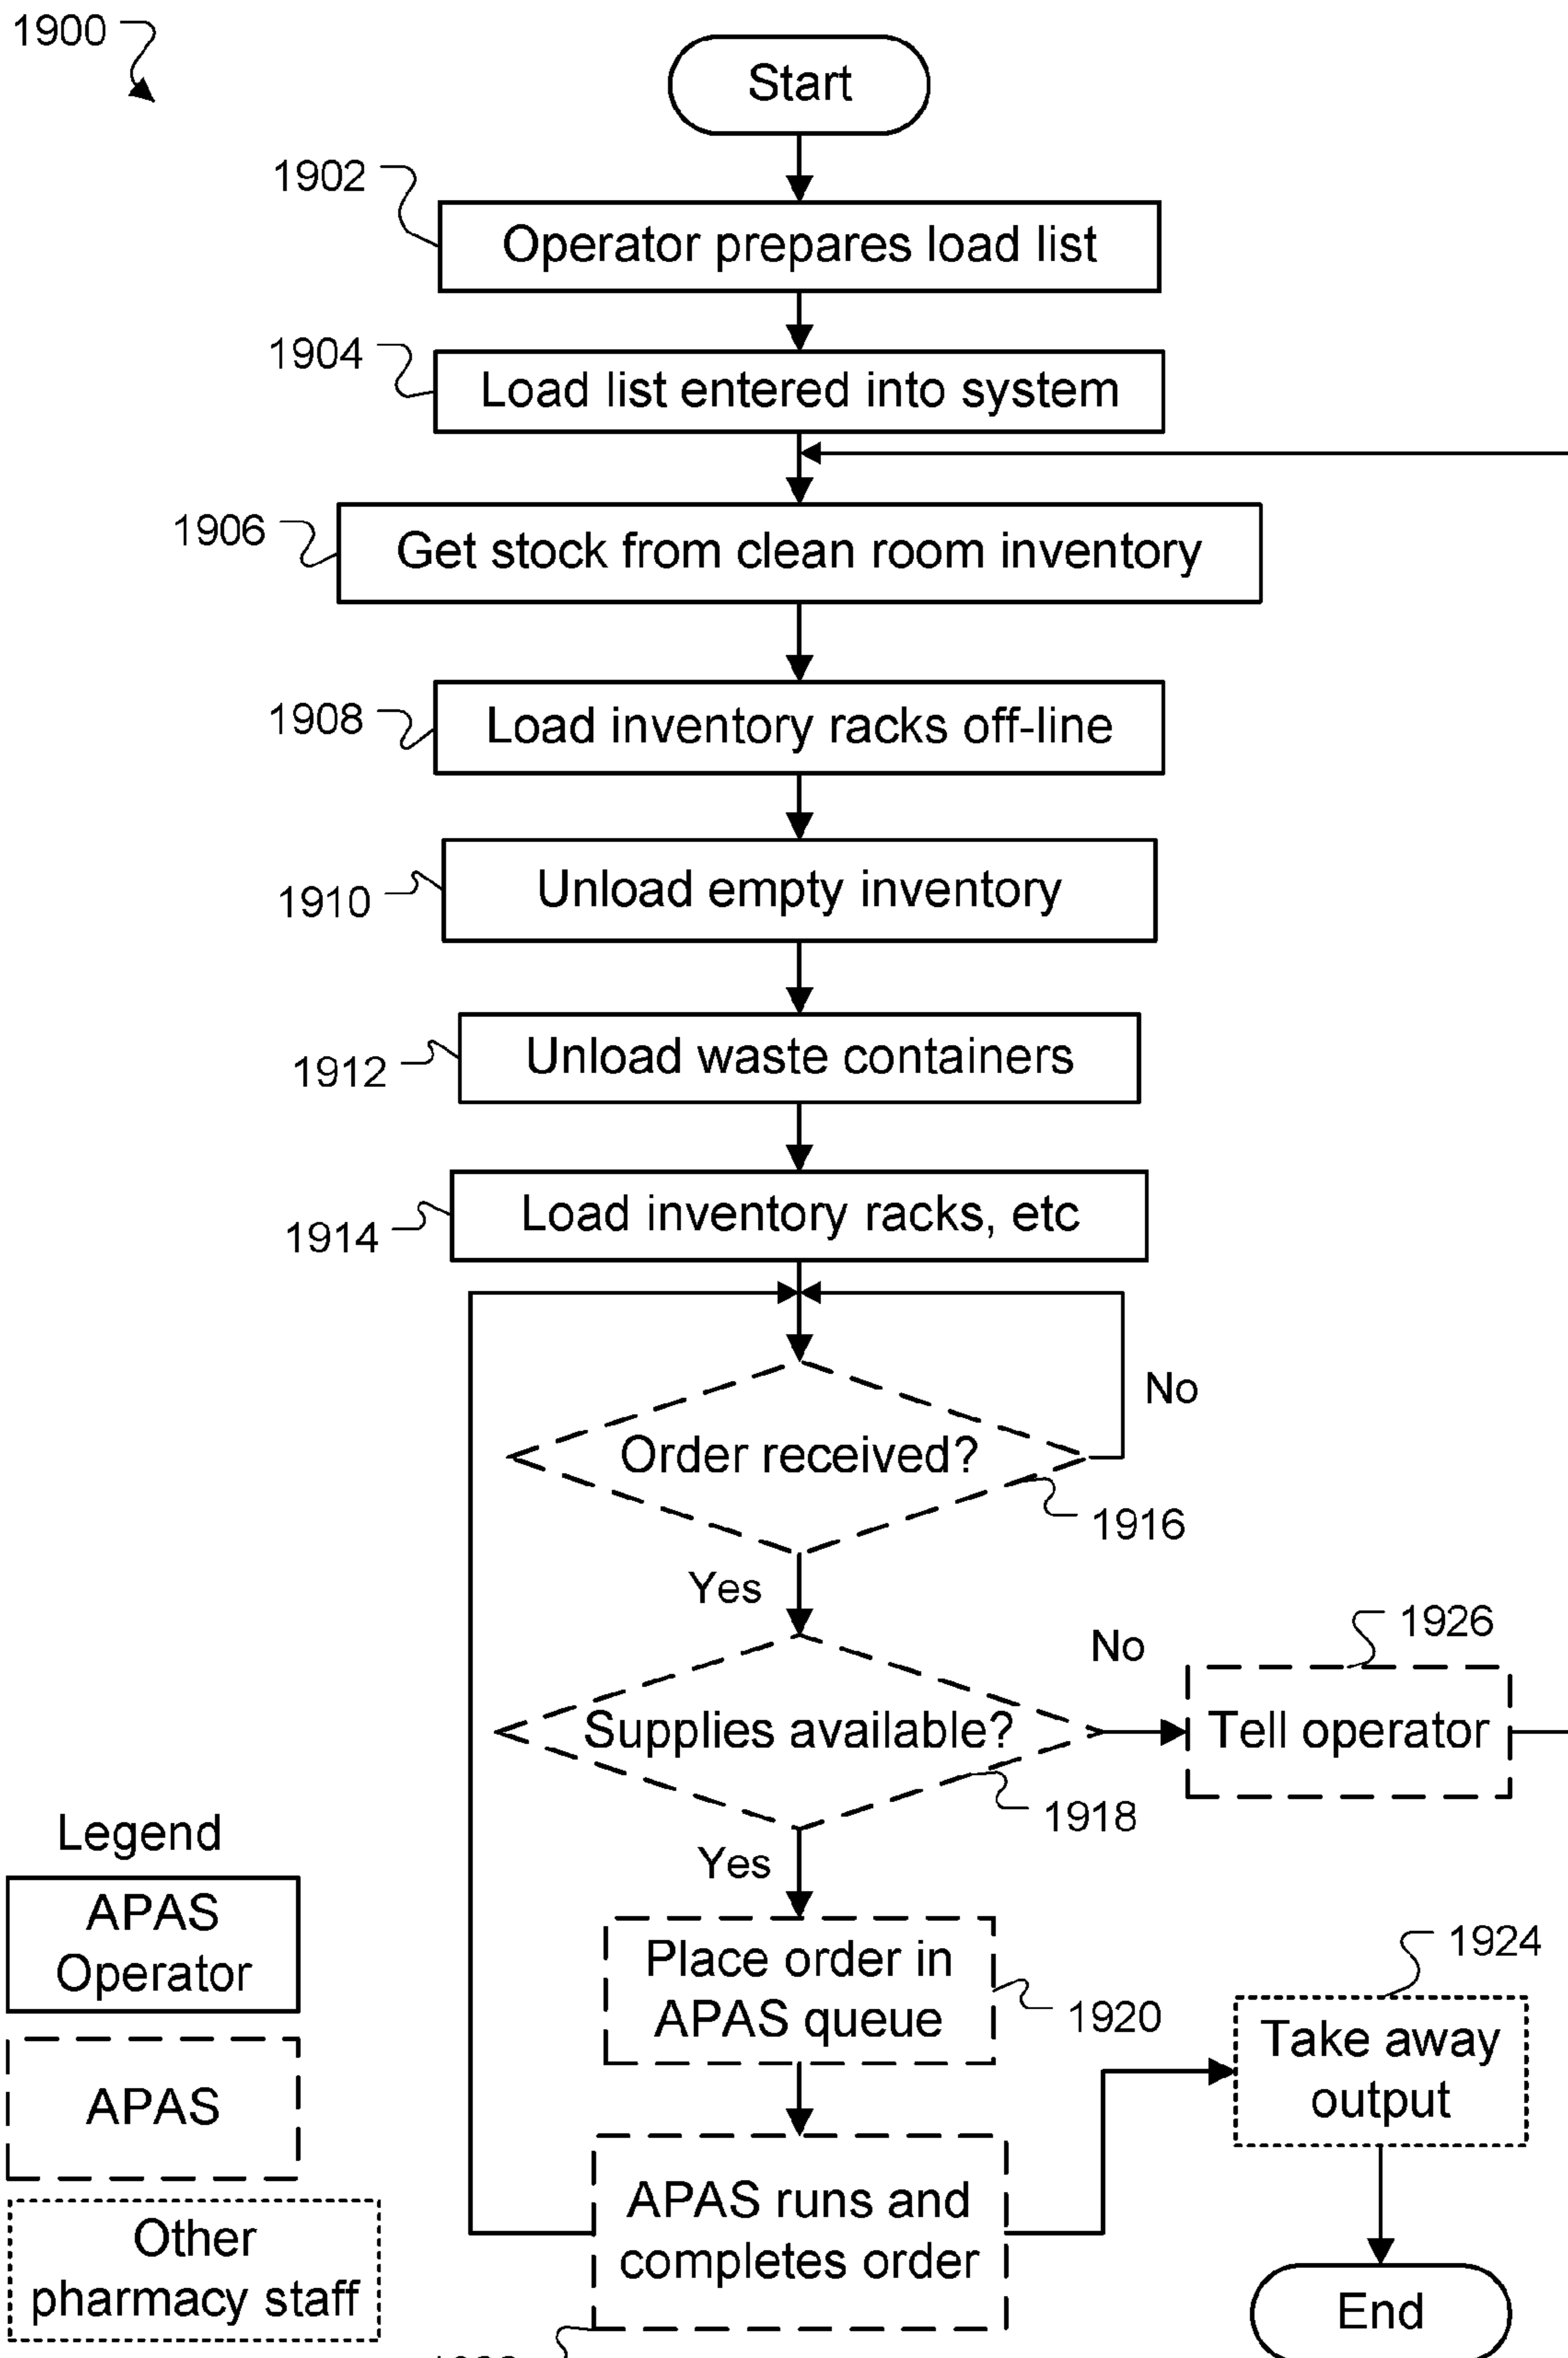 1900
Start
1902
Operator prepares load list
1904
Load list entered into system
1906
Get stock from clean room inventory
1908
Load inventory racks off-line
1910
Unload empty inventory
1912
Unload waste containers
1914
Load inventory racks, etc
No
Order received?
1916
Yes
No
1926
Supplies available?
Tell operator
1918
Yes
Legend
APAS
Operator
APAS
Other
pharmacy staff
Place order in
APAS queue
1920
1924
Take away
output
APAS runs and
completes order
End